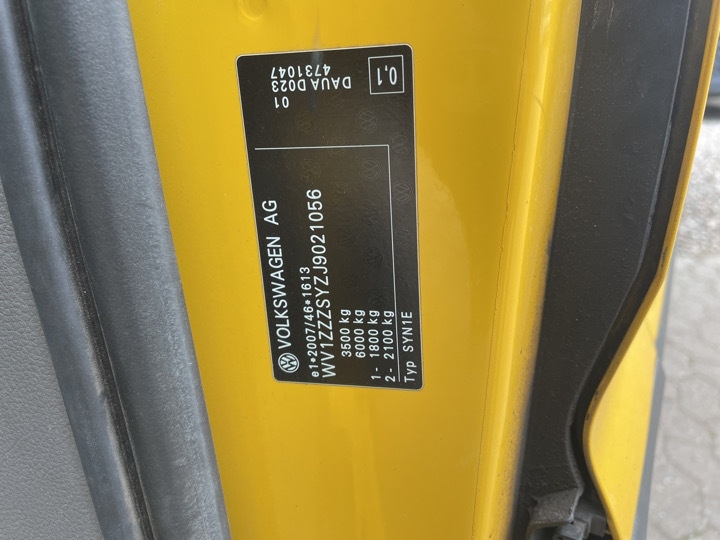 VOLKSWAGEN AG
e1*2007/46*1613
WV1ZZZSYZJ9021056
3500 kg
6000 kg
1- 1800 kg
2- 2100 kg
Typ SYN1E
01
DAUA D023
4731047
0,1